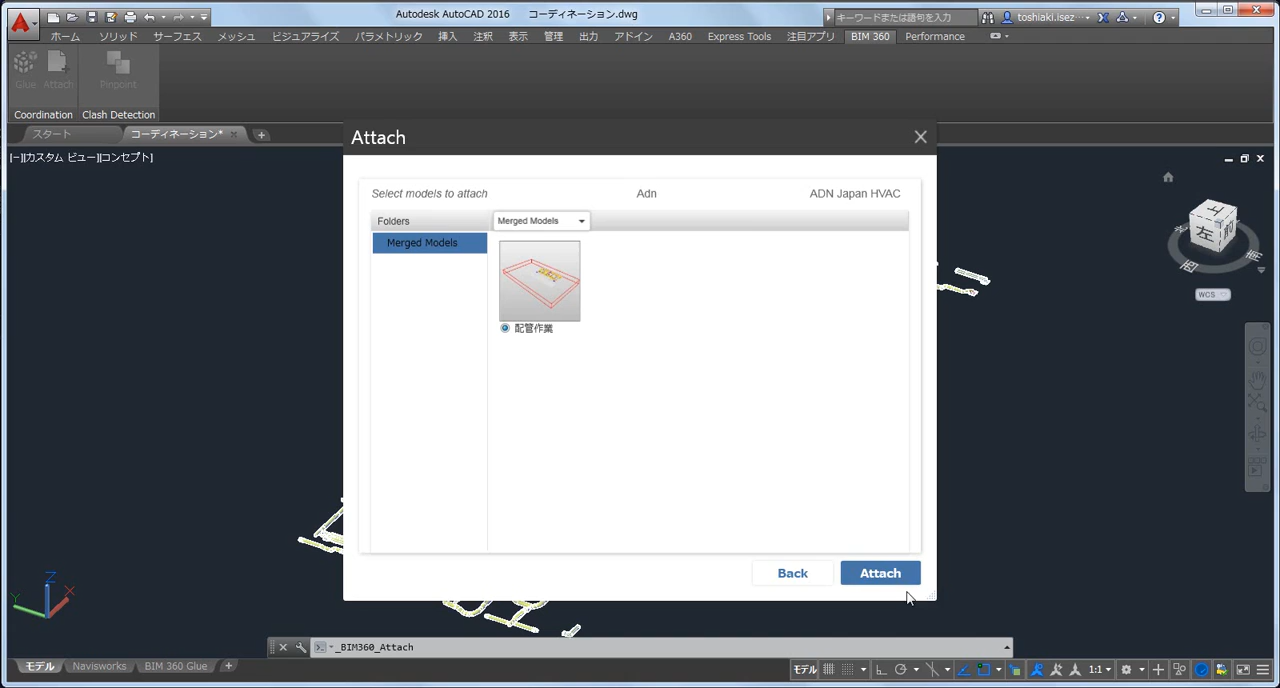 Autodesk AutoCAD 2016 コーディネーション.dwg
キーワードまたは語句を入力
toshiaki.isez...
ホーム ソリッド サーフェス メッシュ ビジュアライズ パラメトリック 挿入 注釈 表示 管理 出力 アドイン A360 Express Tools 注目アプリ BIM 360 Performance
Glue Attach Pinpoint
Coordination Clash Detection
スタート コーディネーション*
[−][カスタム ビュー][コンセプト]
Attach
Select models to attach Adn ADN Japan HVAC
Folders Merged Models
Merged Models
配管作業
Back Attach
上
左 前
WCS
Z
Y X
_BIM360_Attach
モデル Navisworks BIM 360 Glue +
モデル 1:1